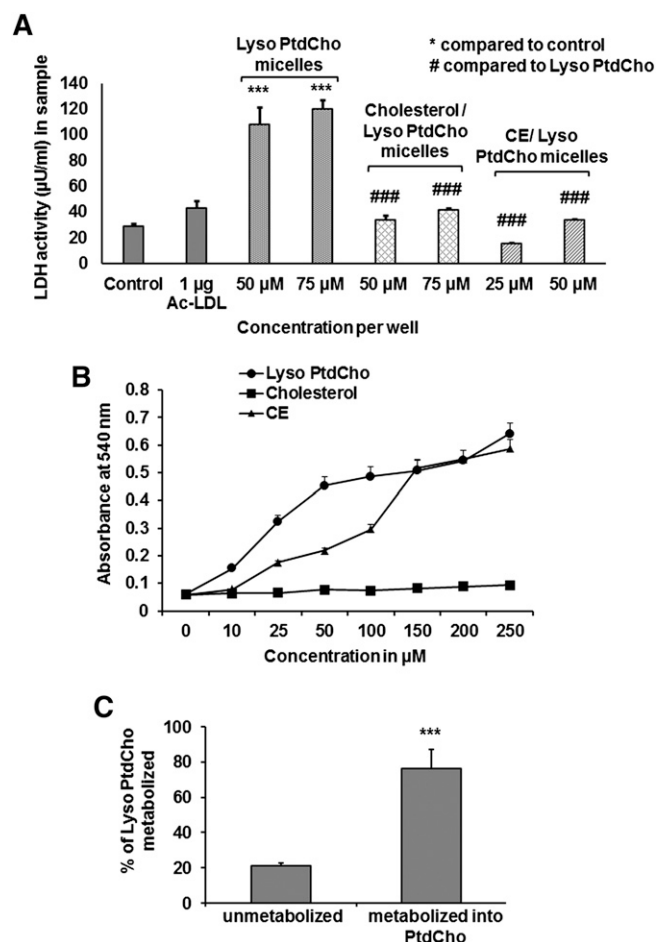 A
Lyso PtdCho
micelles
* compared to control
# compared to Lyso PtdCho
LDH activity (µU/ml) In sample
140
120
100
80
60
40
20
0
***
***
Cholesterol /
Lyso PtdCho
micelles
CE/ Lyso
PtdCho micelles
###
###
###
###
Control
1 µg
Ac-LDL
50 µM
75 µM
50 µM
75 µM
25 µM
50 µM
Concentration per well
B
Lyso PtdCho
Cholesterol
CE
Absorbance at 540 nm
0.8
0.7
0.6
0.5
0.4
0.3
0.2
0.1
0
0 10 25 50 100 150 200 250
Concentration in µM
C
% of Lyso PtdCho
metabolized
100
80
60
40
20
0
***
unmetabolized
metabolized into
PtdCho